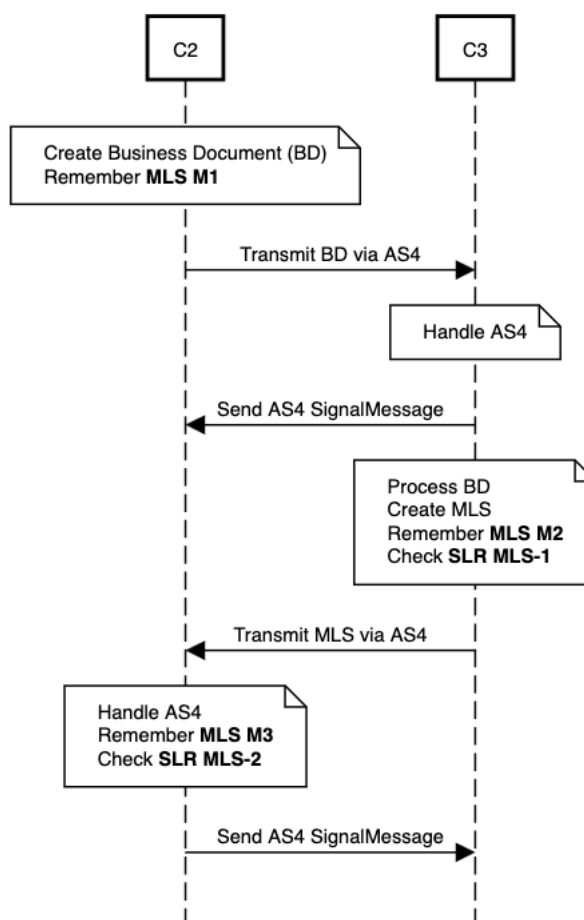 C2
C3
Create Business Document (BD)
Remember MLS M1
Transmit BD via AS4
Handle AS4
Send AS4 SignalMessage
Process BD
Create MLS
Remember MLS M2
Check SLR MLS-1
Transmit MLS via AS4
Handle AS4
Remember MLS M3
Check SLR MLS-2
Send AS4 SignalMessage